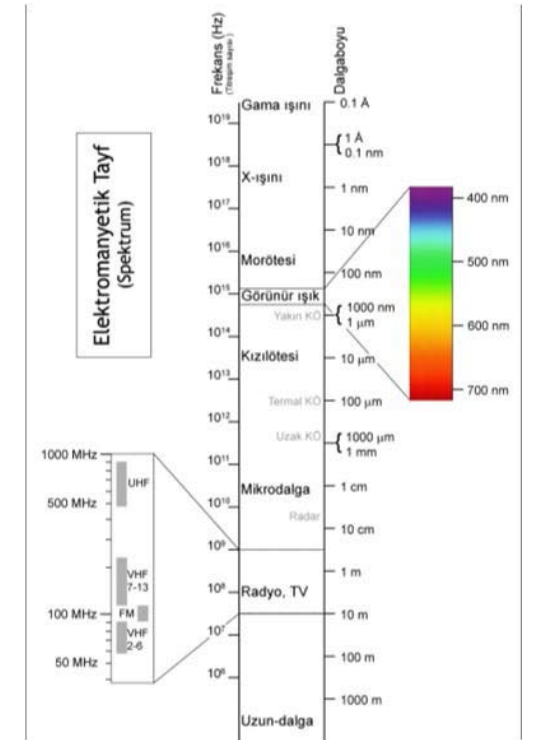 Elektromanyetik Tayf
(Spektrum)
Frekans (Hz)
(Titreşim sayısı)
Dalgaboyu
Gama ışını
0.1 Å
10¹⁹
1 Å
0.1 nm
10¹⁸
X-ışını
1 nm
10¹⁷
10 nm
10¹⁶
Morötesi
100 nm
10¹⁵
Görünür ışık
Yakın KÖ
1000 nm
1 μm
10¹⁴
Kızılötesi
10 μm
10¹³
Termal KÖ
100 μm
10¹²
Uzak KÖ
1000 μm
1 mm
10¹¹
Mikrodalga
1 cm
10¹⁰
Radar
10 cm
10⁹
1 m
10⁸
Radyo, TV
10 m
10⁷
100 m
10⁶
1000 m
Uzun-dalga
400 nm
500 nm
600 nm
700 nm
1000 MHz
UHF
500 MHz
VHF
7-13
100 MHz
FM
VHF
2-6
50 MHz